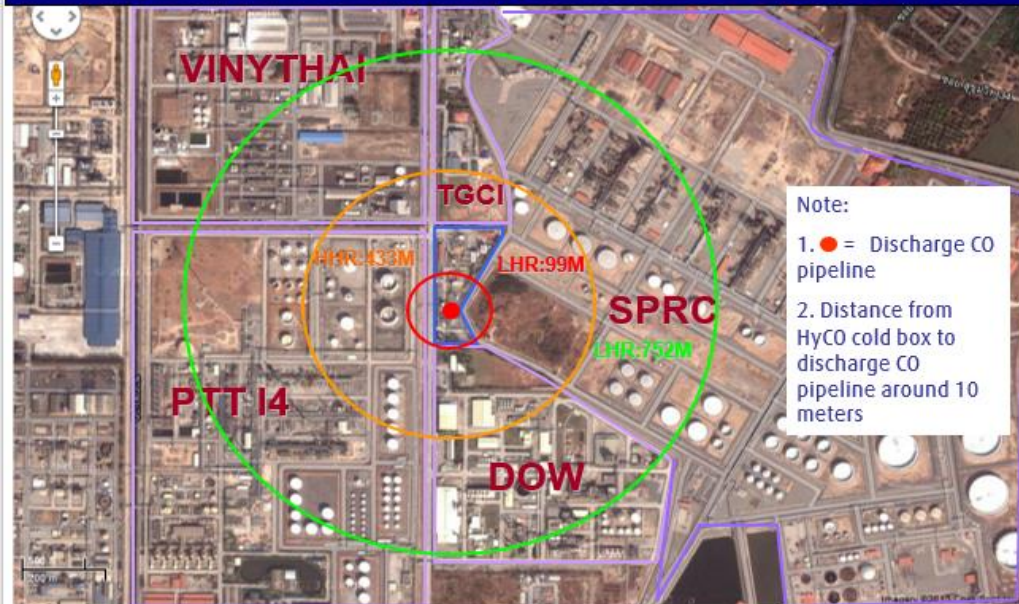 VINYTHAI
TGCI
HHR:433M
LHR:99M
SPRC
LHR:752M
PTT I4
DOW
Note:
1. = Discharge CO
pipeline
2. Distance from
HyCO cold box to
discharge CO
pipeline around 10
meters
200 m